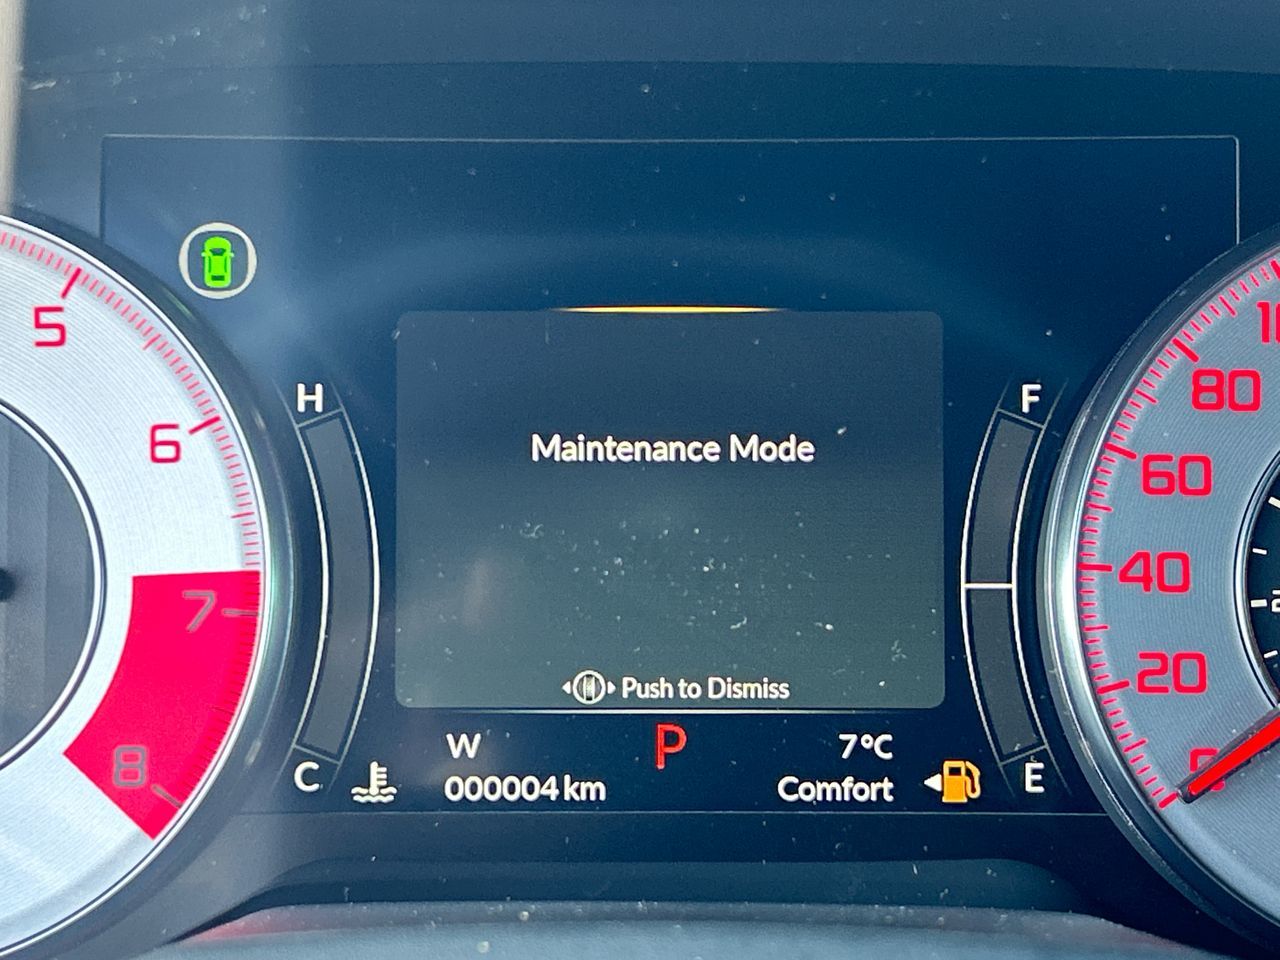 5
6
7
8
H
C
Maintenance Mode
Push to Dismiss
W
000004 km
P
7°C
Comfort
F
E
80
60
40
20